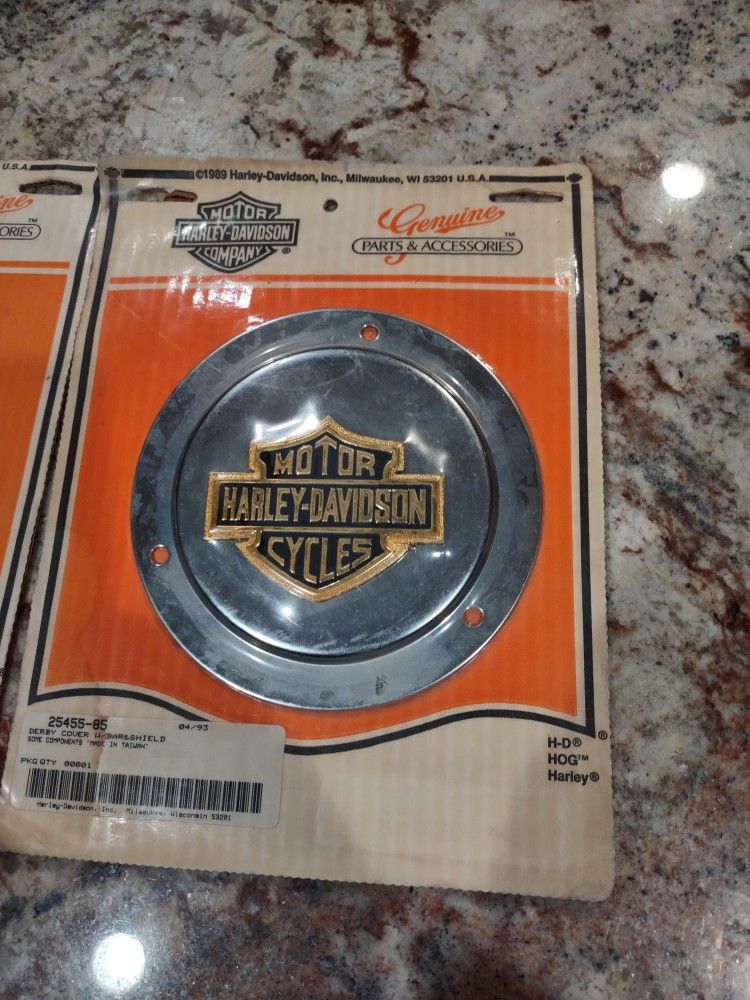 U.S.A.
ORIES
TM
©1989 Harley-Davidson, Inc., Milwaukee, WI 53201 U.S.A.
MOTOR
HARLEY-DAVIDSON
COMPANY ®
Genuine
PARTS & ACCESSORIES TM
MOTOR
HARLEY-DAVIDSON
CYCLES
25455-85
04/93
DERBY COVER W/BAR&SHIELD
SOME COMPONENTS "MADE IN TAIWAN"
PKG QTY 00001
Harley-Davidson, Inc. Milwaukee, Wisconsin 53201
®
H-D®
HOG™
Harley®